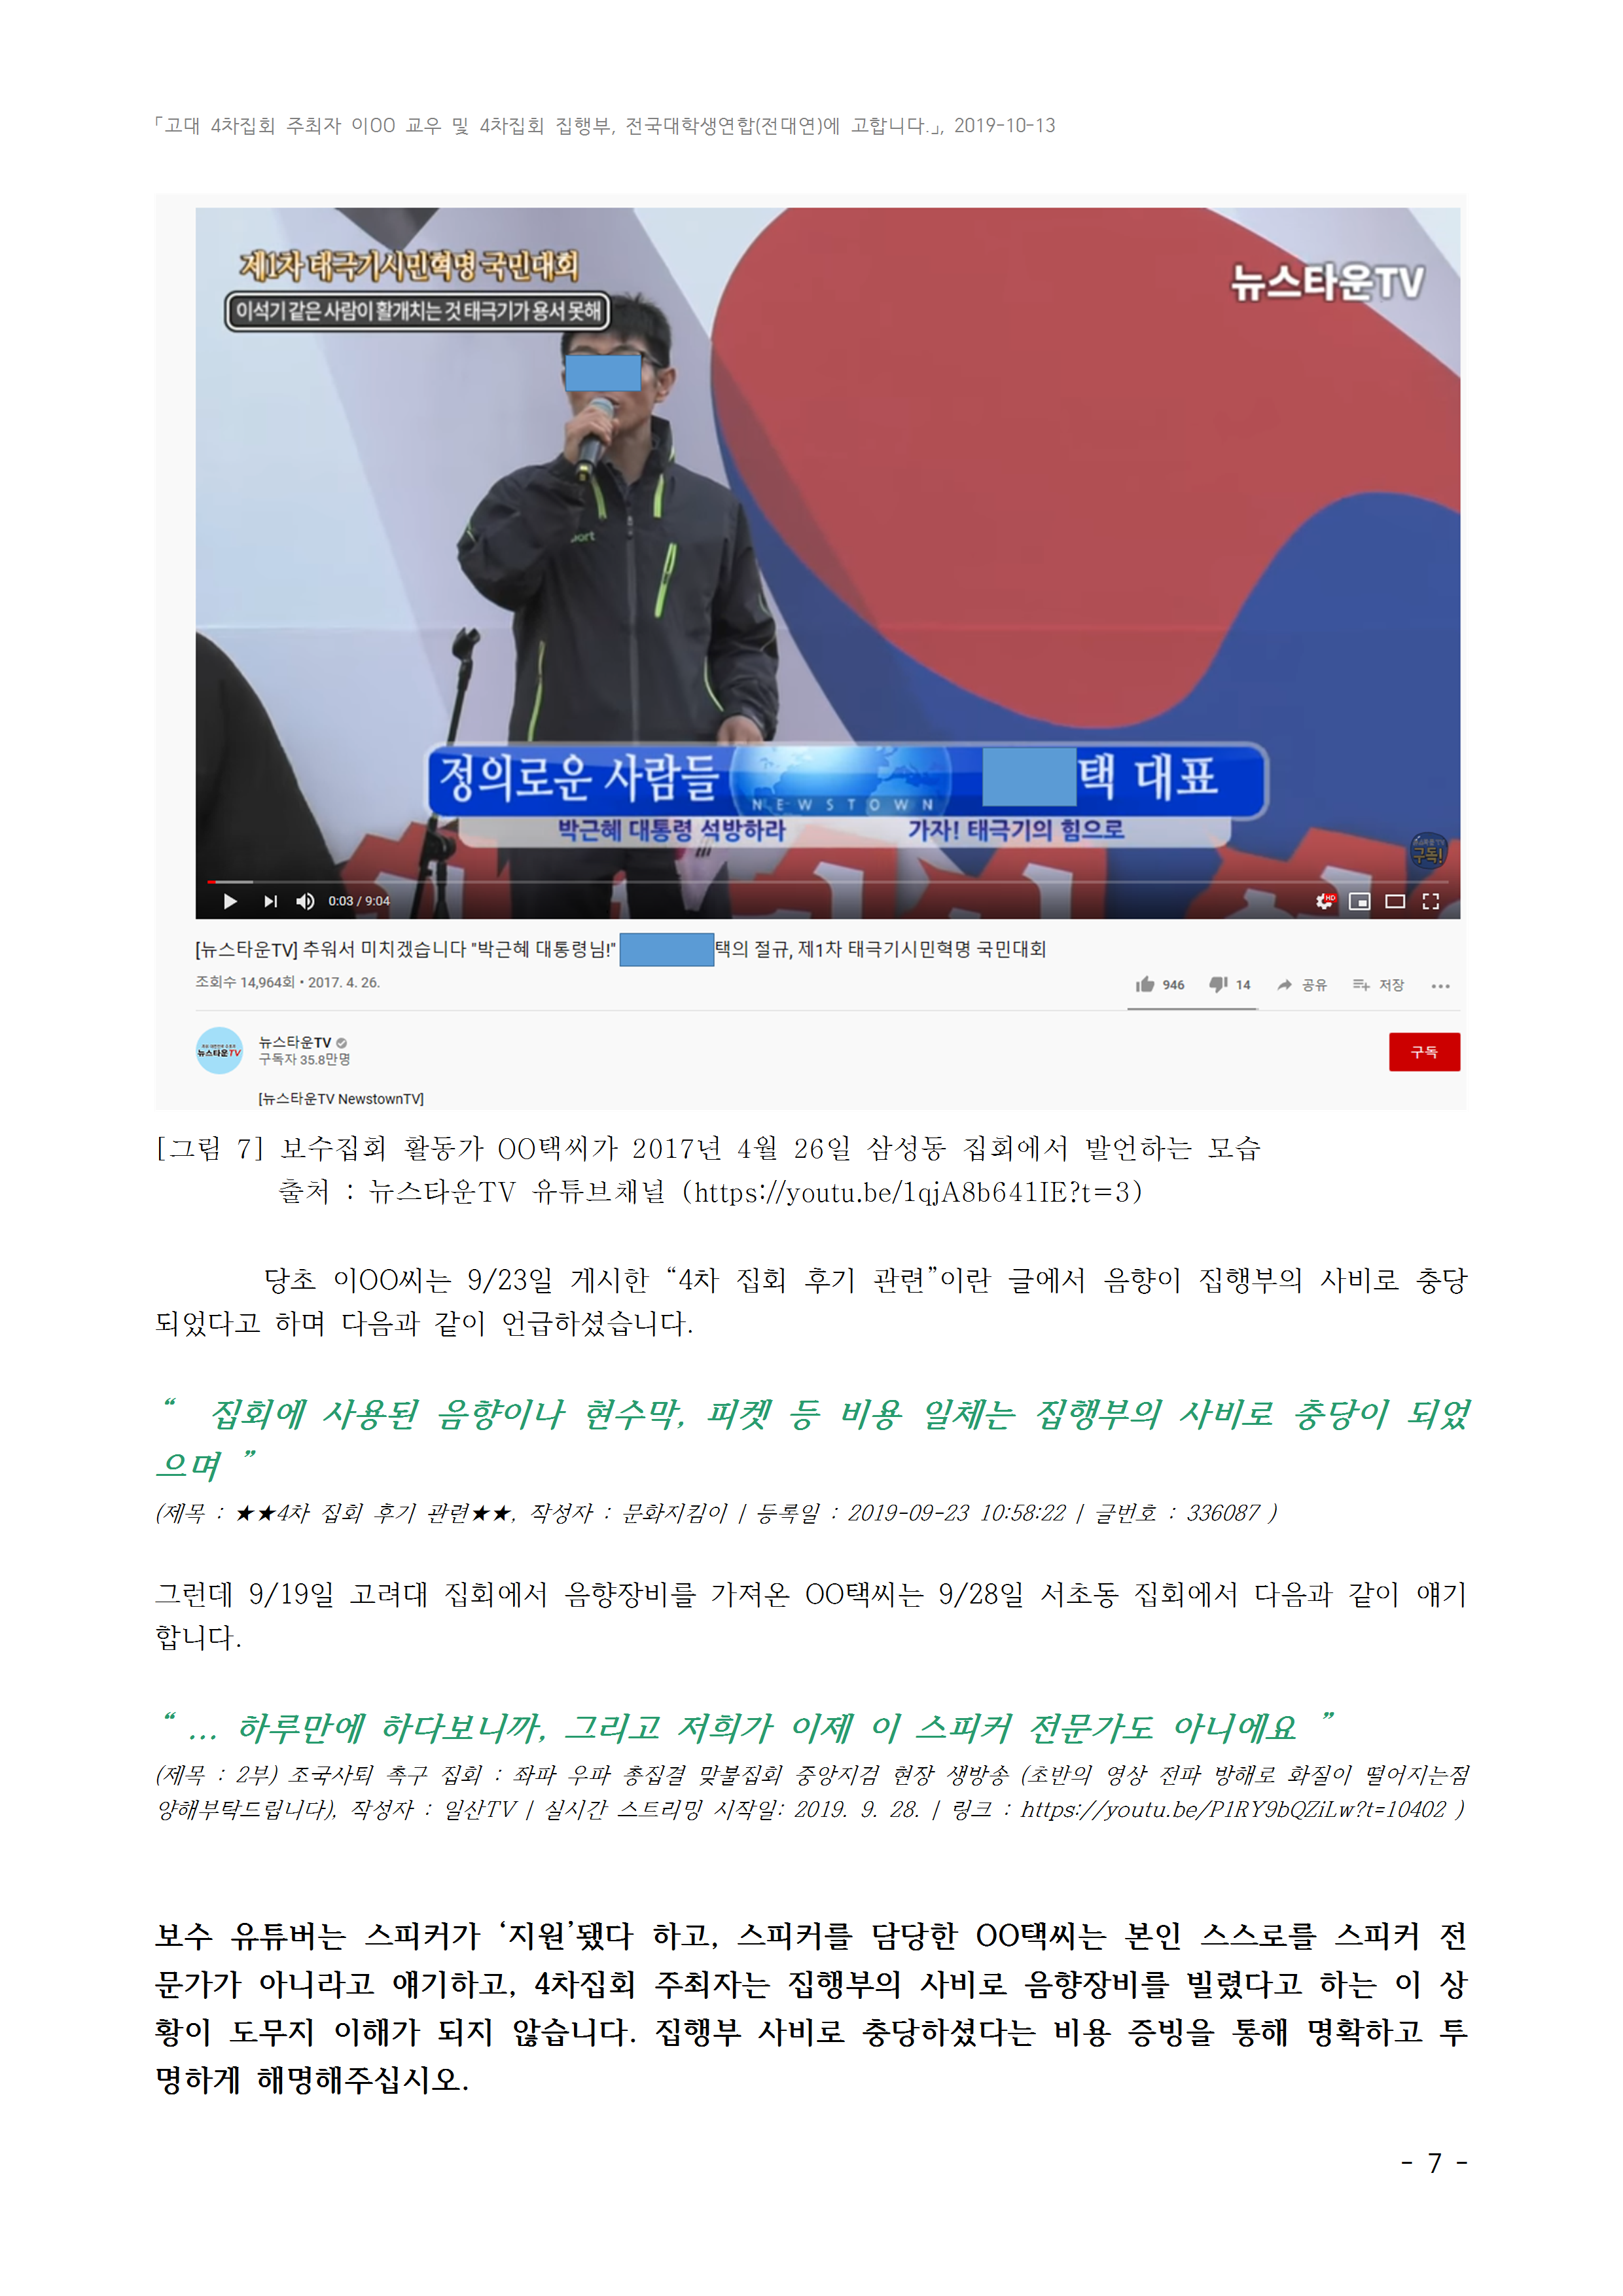 「고대 4차집회 주최자 이OO 교우 및 4차집회 집행부, 전국대학생연합(전대연)에 고합니다.」, 2019-10-13
제1차 태극기시민혁명 국민대회
이석기 같은 사람이 활개치는 것 태극기가 용서 못해
뉴스타운TV
port
정의로운 사람들
NEWSTOWN
택 대표
박근혜 대통령 석방하라
가자! 태극기의 힘으로
구독!
0:03 / 9:04
HD
[뉴스타운TV] 추워서 미치겠습니다 "박근혜 대통령님!" 택의 절규, 제1차 태극기시민혁명 국민대회
조회수 14,964회 • 2017. 4. 26.
946 14 공유 저장
뉴스타운TV
뉴스타운TV
구독자 35.8만명
구독
[뉴스타운TV NewstownTV]
[그림 7] 보수집회 활동가 OO택씨가 2017년 4월 26일 삼성동 집회에서 발언하는 모습
출처 : 뉴스타운TV 유튜브채널 (https://youtu.be/1qjA8b641IE?t=3)
당초 이OO씨는 9/23일 게시한 “4차 집회 후기 관련”이란 글에서 음향이 집행부의 사비로 충당
되었다고 하며 다음과 같이 언급하셨습니다.
“ 집회에 사용된 음향이나 현수막, 피켓 등 비용 일체는 집행부의 사비로 충당이 되었
으며 ”
(제목 : ★★4차 집회 후기 관련★★, 작성자 : 문화지킴이 | 등록일 : 2019-09-23 10:58:22 | 글번호 : 336087 )
그런데 9/19일 고려대 집회에서 음향장비를 가져온 OO택씨는 9/28일 서초동 집회에서 다음과 같이 얘기
합니다.
“ ... 하루만에 하다보니까, 그리고 저희가 이제 이 스피커 전문가도 아니에요 ”
(제목 : 2부) 조국사퇴 촉구 집회 : 좌파 우파 총집결 맞불집회 중앙지검 현장 생방송 (초반의 영상 전파 방해로 화질이 떨어지는점
양해부탁드립니다), 작성자 : 일산TV | 실시간 스트리밍 시작일: 2019. 9. 28. | 링크 : https://youtu.be/P1RY9bQZiLw?t=10402 )
보수 유튜버는 스피커가 ‘지원’됐다 하고, 스피커를 담당한 OO택씨는 본인 스스로를 스피커 전
문가가 아니라고 얘기하고, 4차집회 주최자는 집행부의 사비로 음향장비를 빌렸다고 하는 이 상
황이 도무지 이해가 되지 않습니다. 집행부 사비로 충당하셨다는 비용 증빙을 통해 명확하고 투
명하게 해명해주십시오.
- 7 -